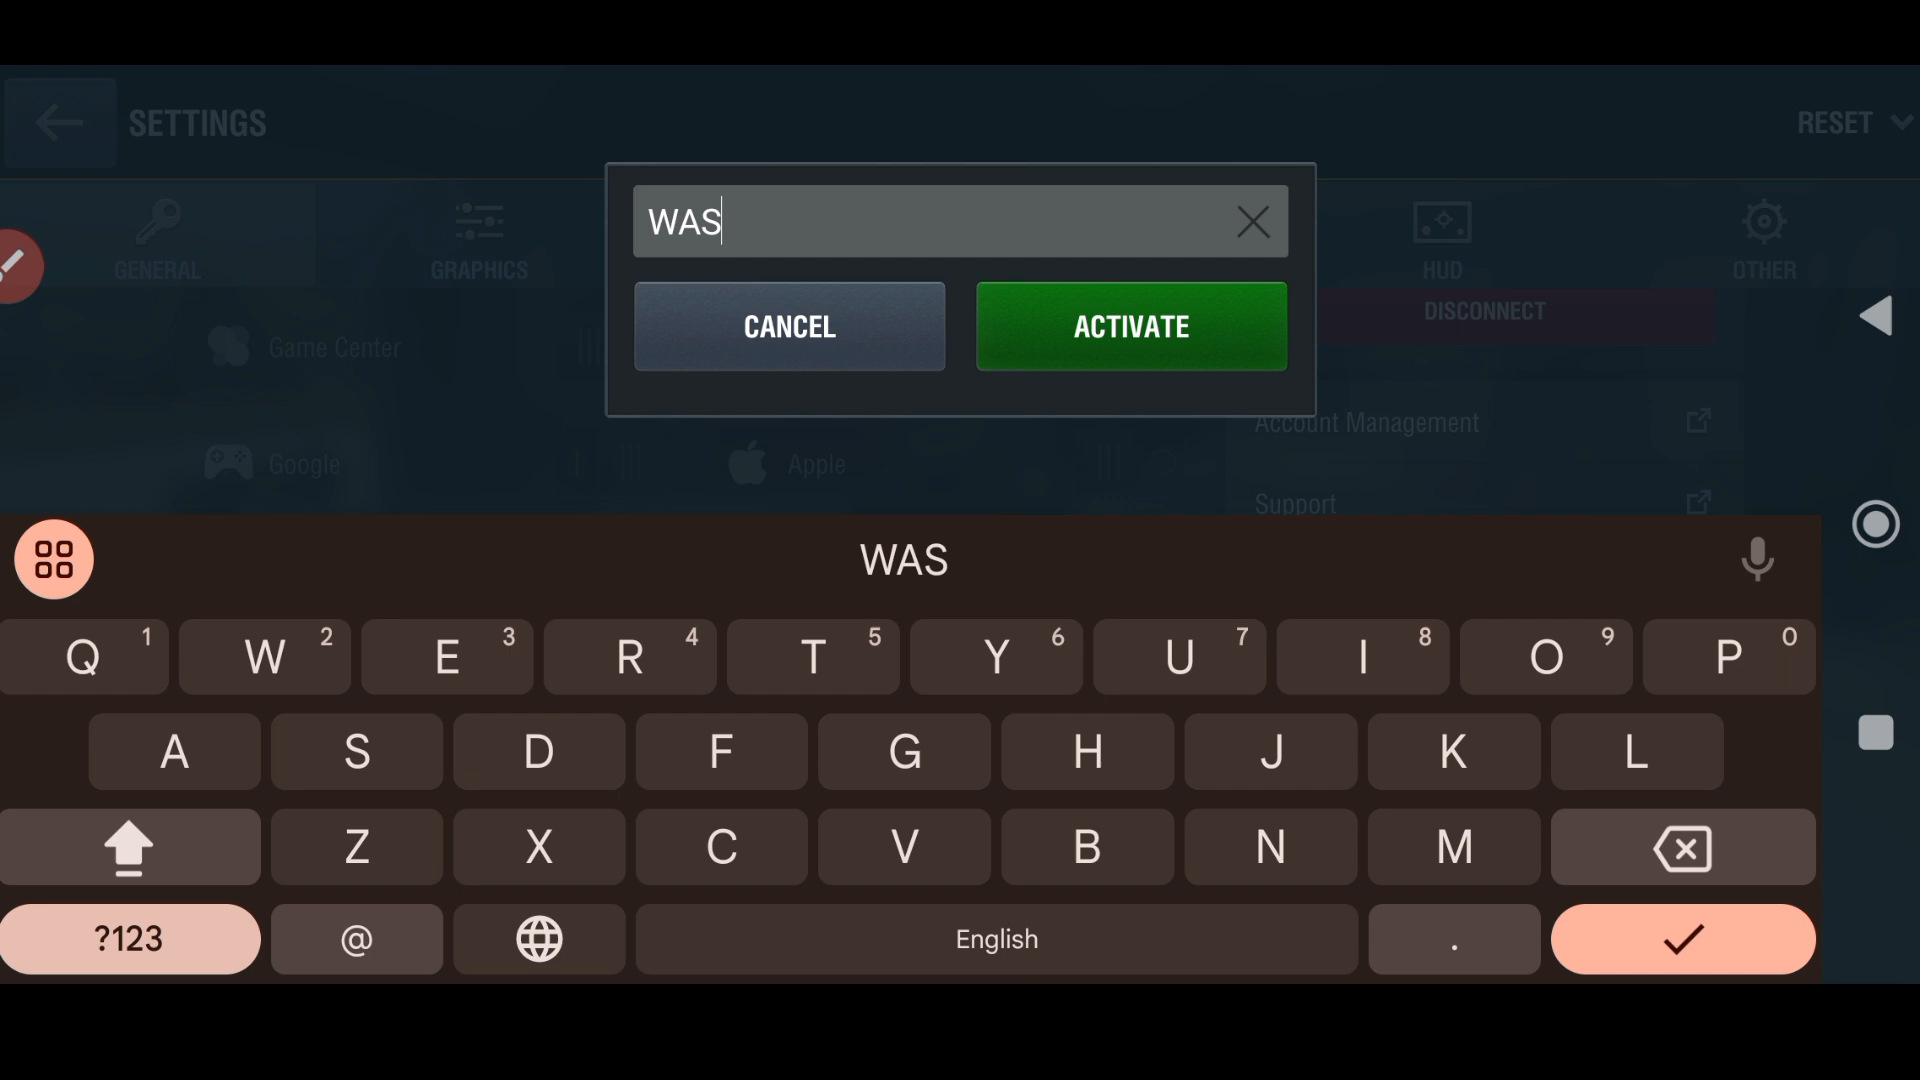 SETTINGS
RESET
WAS
GENERAL
GRAPHICS
HUD
OTHER
CANCEL
ACTIVATE
DISCONNECT
Game Center
Account Management
Google
Apple
Support
WAS
Q 1 W 2 E 3 R 4 T 5 Y 6 U 7 I 8 O 9 P 0
A S D F G H J K L
Z X C V B N M
?123 @ English .